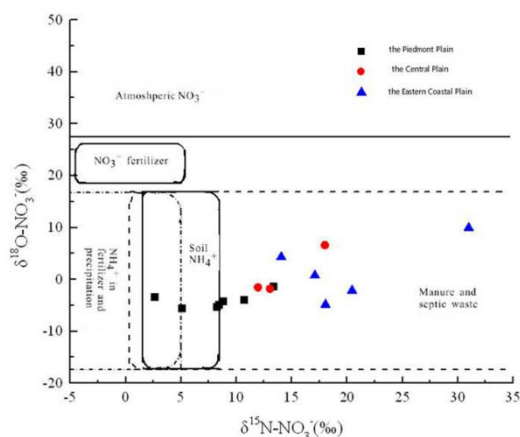 50
40
30
20
10
0
-10
-20
-5
0
5
10
15
20
25
30
35
δ¹⁸O-NO₃⁻(‰)
δ¹⁵N-NO₃⁻(‰)
the Piedmont Plain
the Central Plain
the Eastern Coastal Plain
Atmoshperic NO₃⁻
NO₃⁻ fertilizer
NH₄⁺ in
fertilizer and
precipitation
Soil
NH₄⁺
Manure and
septic waste